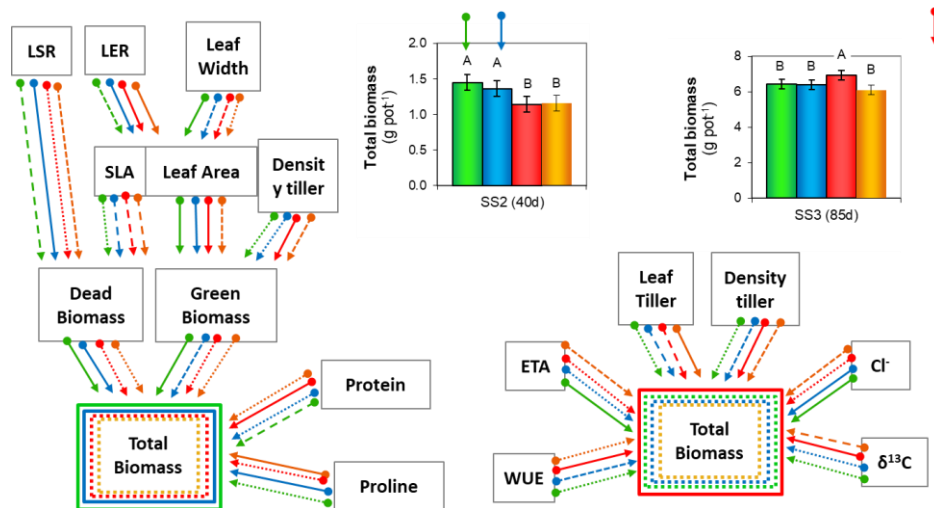 LSR
LER
Leaf
Width
SLA
Leaf Area
Densit
y tiller
Dead
Biomass
Green
Biomass
Protein
Total
Biomass
Proline
Total biomass
(g pot-1)
2.0
1.5
1.0
0.5
0.0
A
A
B
B
SS2 (40d)
Total biomass
(g pot-1)
8
6
4
2
0
B
B
A
B
SS3 (85d)
Leaf
Tiller
Density
tiller
ETA
Cl-
Total
Biomass
WUE
δ13C